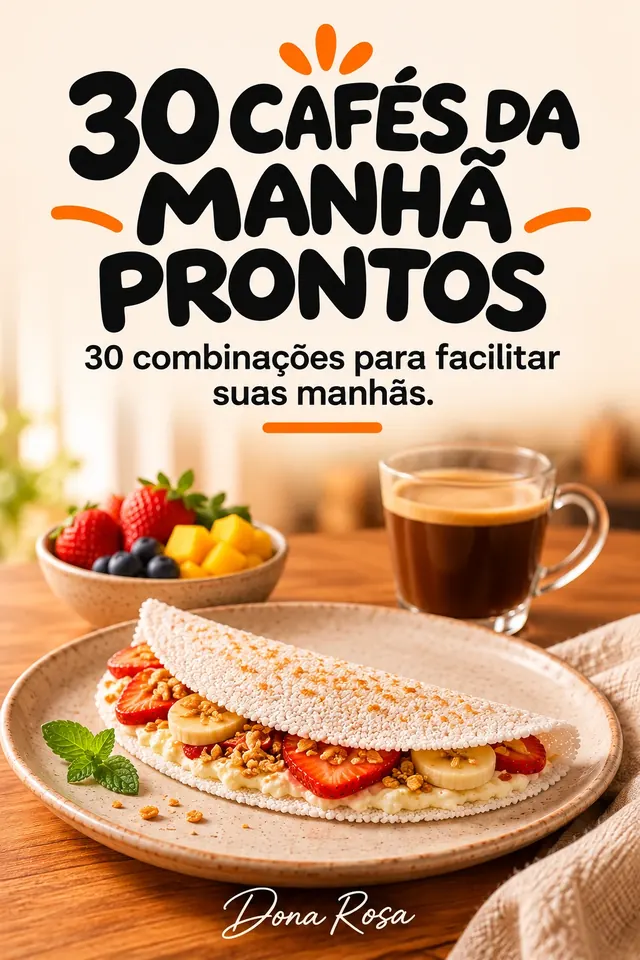 30 CAFÉS DA
MANHÃ
PRONTOS
30 combinações para facilitar
suas manhãs.
Dona Rosa